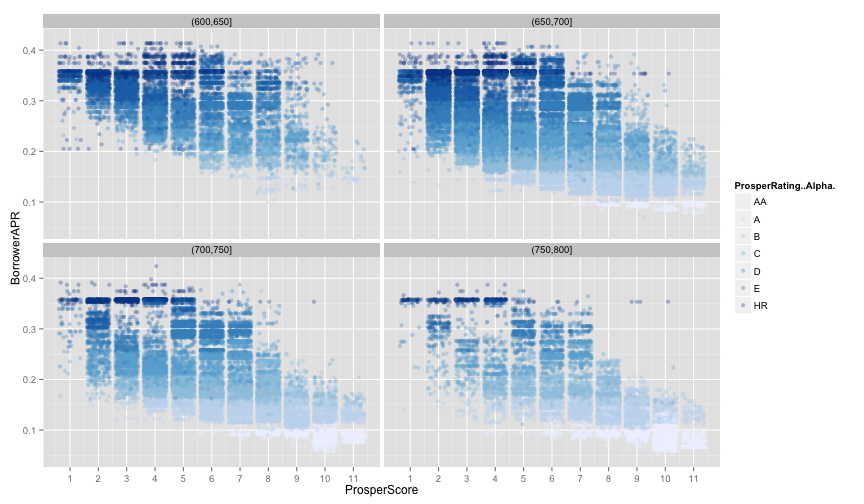 (600,650]
(650,700]
0.4
0.3
0.2
0.1
(700,750]
(750,800]
0.4
0.3
0.2
0.1
1 2 3 4 5 6 7 8 9 10 11
1 2 3 4 5 6 7 8 9 10 11
ProsperScore
BorrowerAPR
ProsperRating..Alpha.
AA
A
B
C
D
E
HR